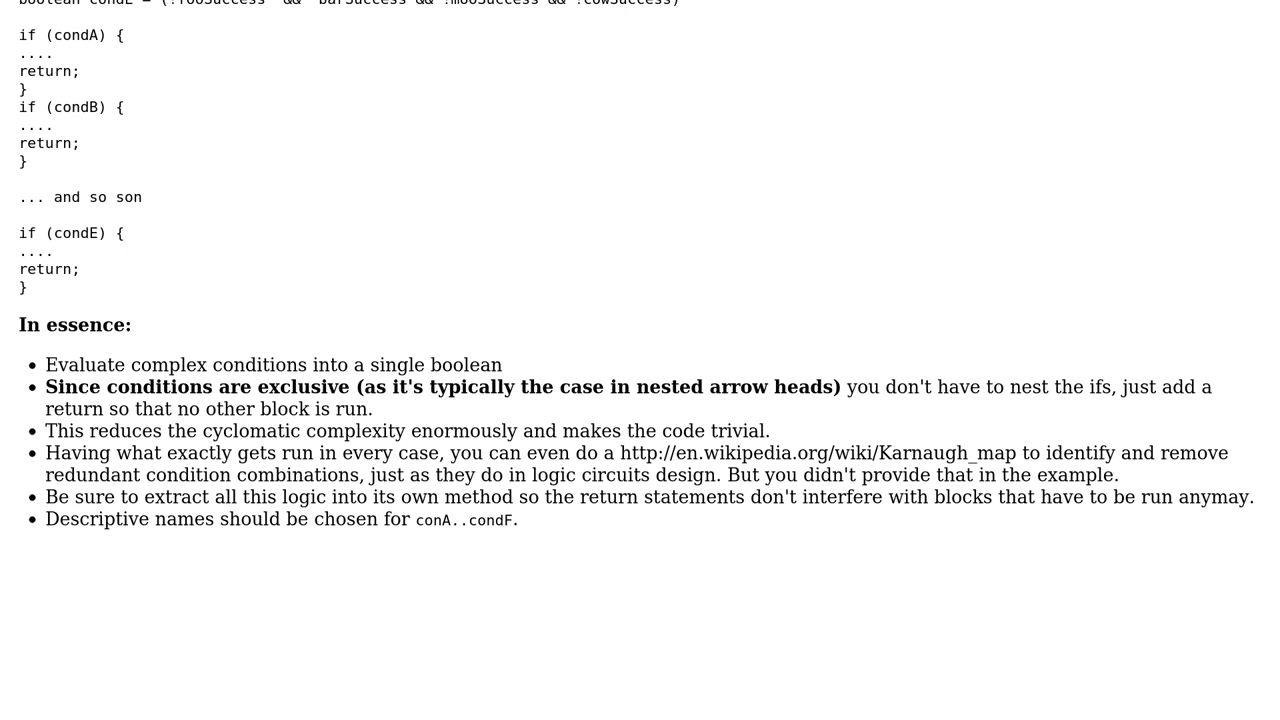 if (condA) {
....
return;
}
if (condB) {
....
return;
}
... and so son
if (condE) {
....
return;
}
In essence:
• Evaluate complex conditions into a single boolean
• Since conditions are exclusive (as it's typically the case in nested arrow heads) you don't have to nest the ifs, just add a
return so that no other block is run.
• This reduces the cyclomatic complexity enormously and makes the code trivial.
• Having what exactly gets run in every case, you can even do a http://en.wikipedia.org/wiki/Karnaugh_map to identify and remove
redundant condition combinations, just as they do in logic circuits design. But you didn't provide that in the example.
• Be sure to extract all this logic into its own method so the return statements don't interfere with blocks that have to be run anymay.
• Descriptive names should be chosen for conA..condF.